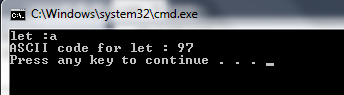 C:\Windows\system32\cmd.exe
let :a
ASCII code for let : 97
Press any key to continue . . .